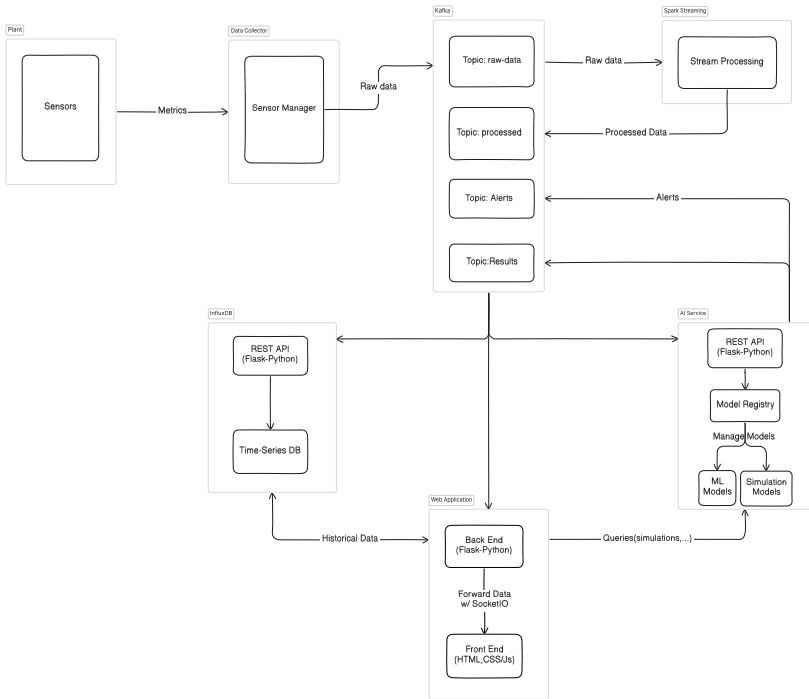 Plant
Data Collector
Kafka
Spark Streaming
Sensors
Metrics
Sensor Manager
Raw data
Topic: raw-data
Raw data
Stream Processing
Topic: processed
Processed Data
Topic: Alerts
Alerts
Topic:Results
InfluxDB
REST API
(Flask-Python)
Time-Series DB
AI Service
REST API
(Flask-Python)
Model Registry
Manage Models
ML
Models
Simulation
Models
Historical Data
Web Application
Back End
(Flask-Python)
Forward Data
w/ SocketIO
Front End
(HTML,CSS/Js)
Queries(simulations,...)